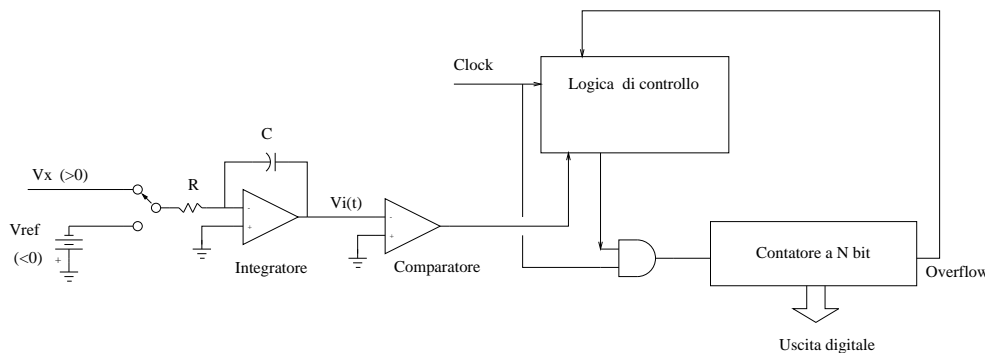 Clock
Logica di controllo
C
Vx (>0)
R
Vi(t)
-
+
-
+
Vref
(<0)
+
Integratore
Comparatore
Contatore a N bit
Overflow
Uscita digitale